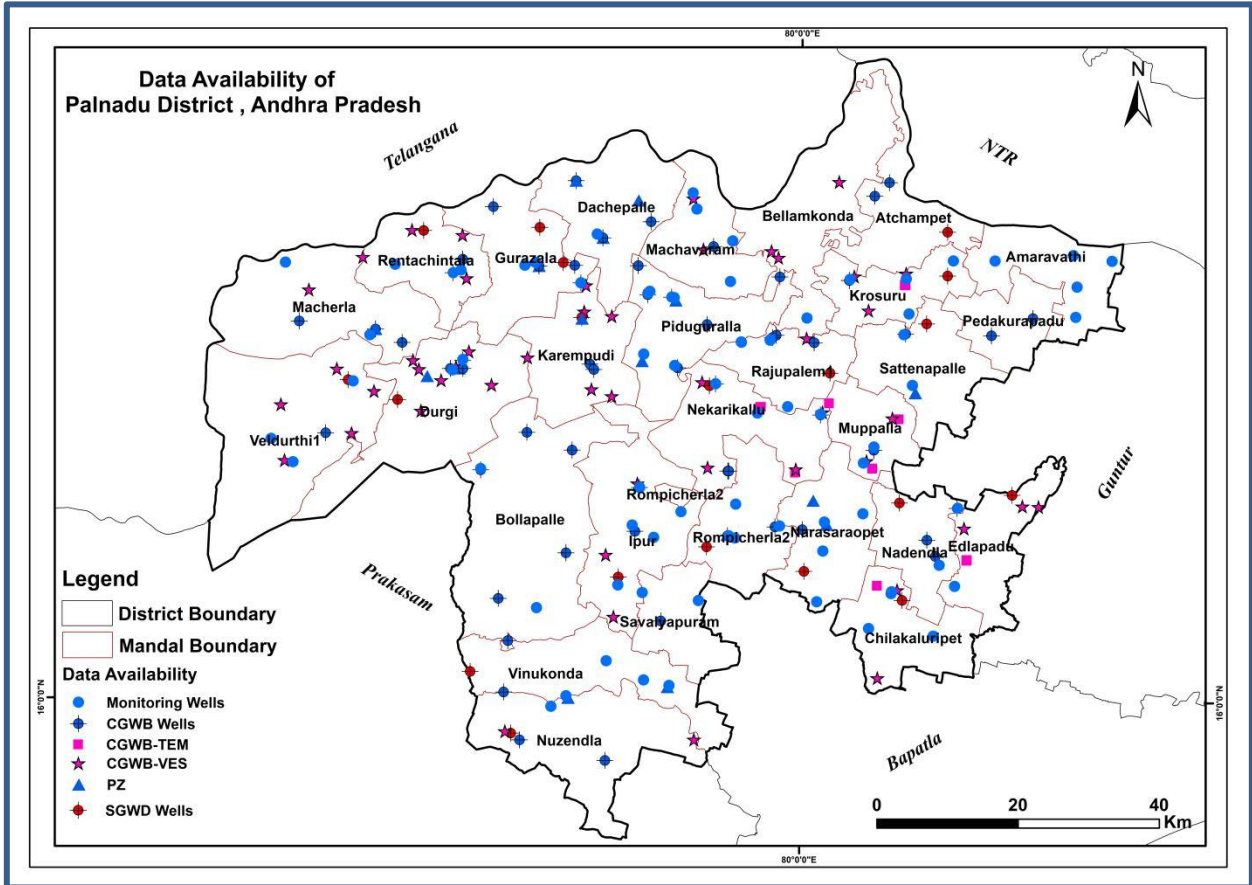 80°0'0"E
Data Availability of
Palnadu District , Andhra Pradesh
N
Telangana
NTR
Dachepalle
Bellamkonda
Atchampet
Machavaram
Rentachintala
Gurazala
Amaravathi
Macherla
Krosuru
Piduguralla
Pedakurapadu
Karempudi
Rajupalem1
Sattenapalle
Durgi
Nekarikallu
Muppalla
Veldurthi1
Guntur
Rompicherla2
Bollapalle
Ipur
Rompicherla2
Narasaraopet
Nadendla
Edlapadu
Prakasam
Savalyapuram
Chilakaluripet
Vinukonda
Nuzendla
Bapatla
Legend
District Boundary
Mandal Boundary
Data Availability
Monitoring Wells
CGWB Wells
CGWB-TEM
CGWB-VES
PZ
SGWD Wells
16°0'0"N
16°0'0"N
0 20 40
Km
80°0'0"E